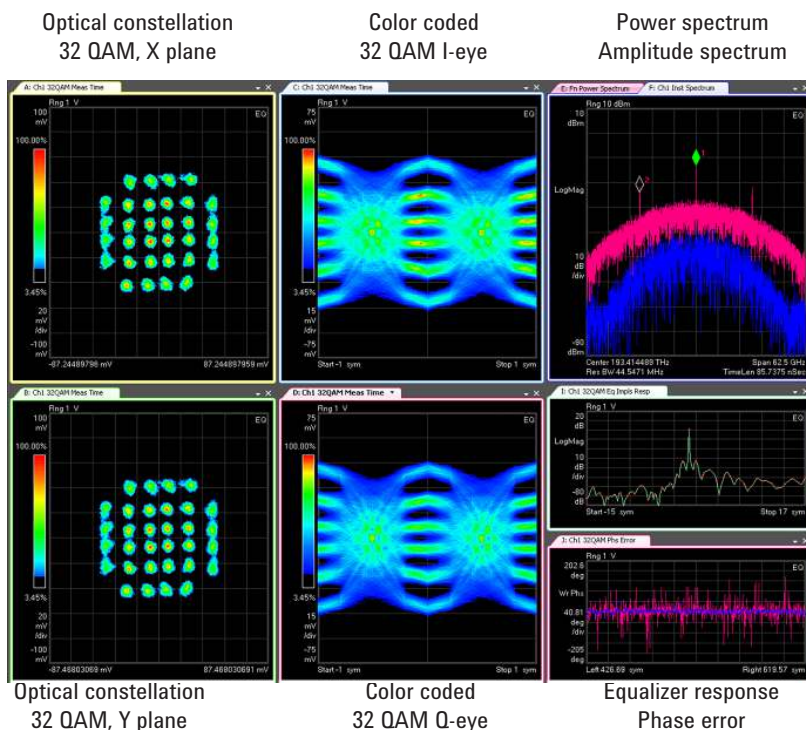 Optical constellation
32 QAM, X plane
Color coded
32 QAM I-eye
Power spectrum
Amplitude spectrum
A: Ch1 32QAM Meas Time
Rng 1 V
100
mV
EQ
100.00%
3.45%
20
mV
/div
-100
mV
-87.24489796 mV
87.244897959 mV
C: Ch1 32QAM Meas Time
Rng 1 V
75
mV
EQ
100.00%
3.45%
15
mV
/div
-75
mV
Start -1 sym
Stop 1 sym
E: Fn Power Spectrum
F: Ch1 Inst Spectrum
Rng 10 dBm
10
dBm
EQ
1
2
LogMag
10
dB
/div
-90
dBm
Center 193.414489 THz
Span 62.5 GHz
Res BW 44.5471 MHz
TimeLen 85.7375 nSec
B: Ch1 32QAM Meas Time
Rng 1 V
100
mV
EQ
100.00%
3.45%
20
mV
/div
-100
mV
-87.46803069 mV
87.468030691 mV
D: Ch1 32QAM Meas Time
Rng 1 V
75
mV
EQ
100.00%
3.45%
15
mV
/div
-75
mV
Start -1 sym
Stop 1 sym
I: Ch1 32QAM Eq Impls Resp
Rng 1 V
20
dB
EQ
LogMag
10
dB
/div
-80
dB
Start -15 sym
Stop 17 sym
J: Ch1 32QAM Phs Error
Rng 1 V
202.6
deg
EQ
Wr Phs
40.81
deg
/div
-205
deg
Left 426.69 sym
Right 619.57 sym
Optical constellation
32 QAM, Y plane
Color coded
32 QAM Q-eye
Equalizer response
Phase error